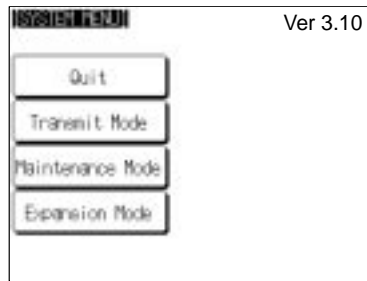 [SYSTEM MENU]
Ver 3.10
Quit
Transmit Mode
Maintenance Mode
Expansion Mode